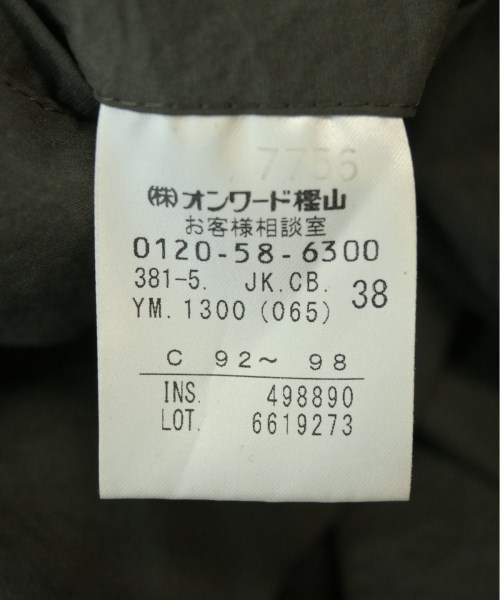 7756
(株)オンワード樫山
お客様相談室
0120-58-6300
381-5. JK.CB. 38
YM.1300(065)
C 92〜 98
INS. 498890
LOT. 6619273